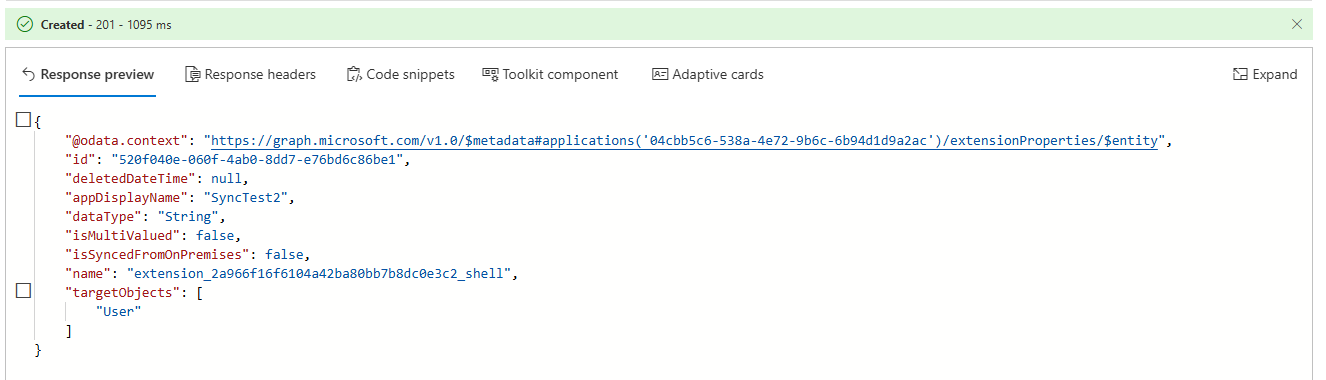 Created - 201 - 1095 ms
Response preview Response headers Code snippets Toolkit component Adaptive cards Expand
{
"@odata.context": "https://graph.microsoft.com/v1.0/$metadata#applications('04cbb5c6-538a-4e72-9b6c-6b94d1d9a2ac')/extensionProperties/$entity",
"id": "520f040e-060f-4ab0-8dd7-e76bd6c86be1",
"deletedDateTime": null,
"appDisplayName": "SyncTest2",
"dataType": "String",
"isMultiValued": false,
"isSyncedFromOnPremises": false,
"name": "extension_2a966f16f6104a42ba80bb7b8dc0e3c2_shell",
"targetObjects": [
"User"
]
}